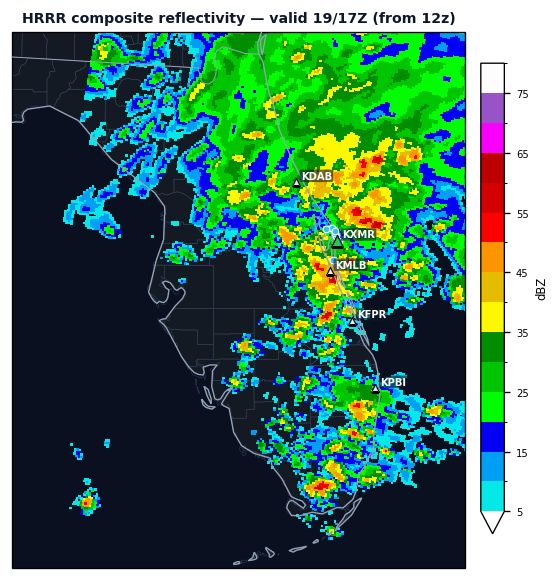 HRRR composite reflectivity — valid 19/17Z (from 12z)
KDAB
KXMR
KMLB
KFPR
KPBI
75
65
55
45
35
25
15
5
dBZ